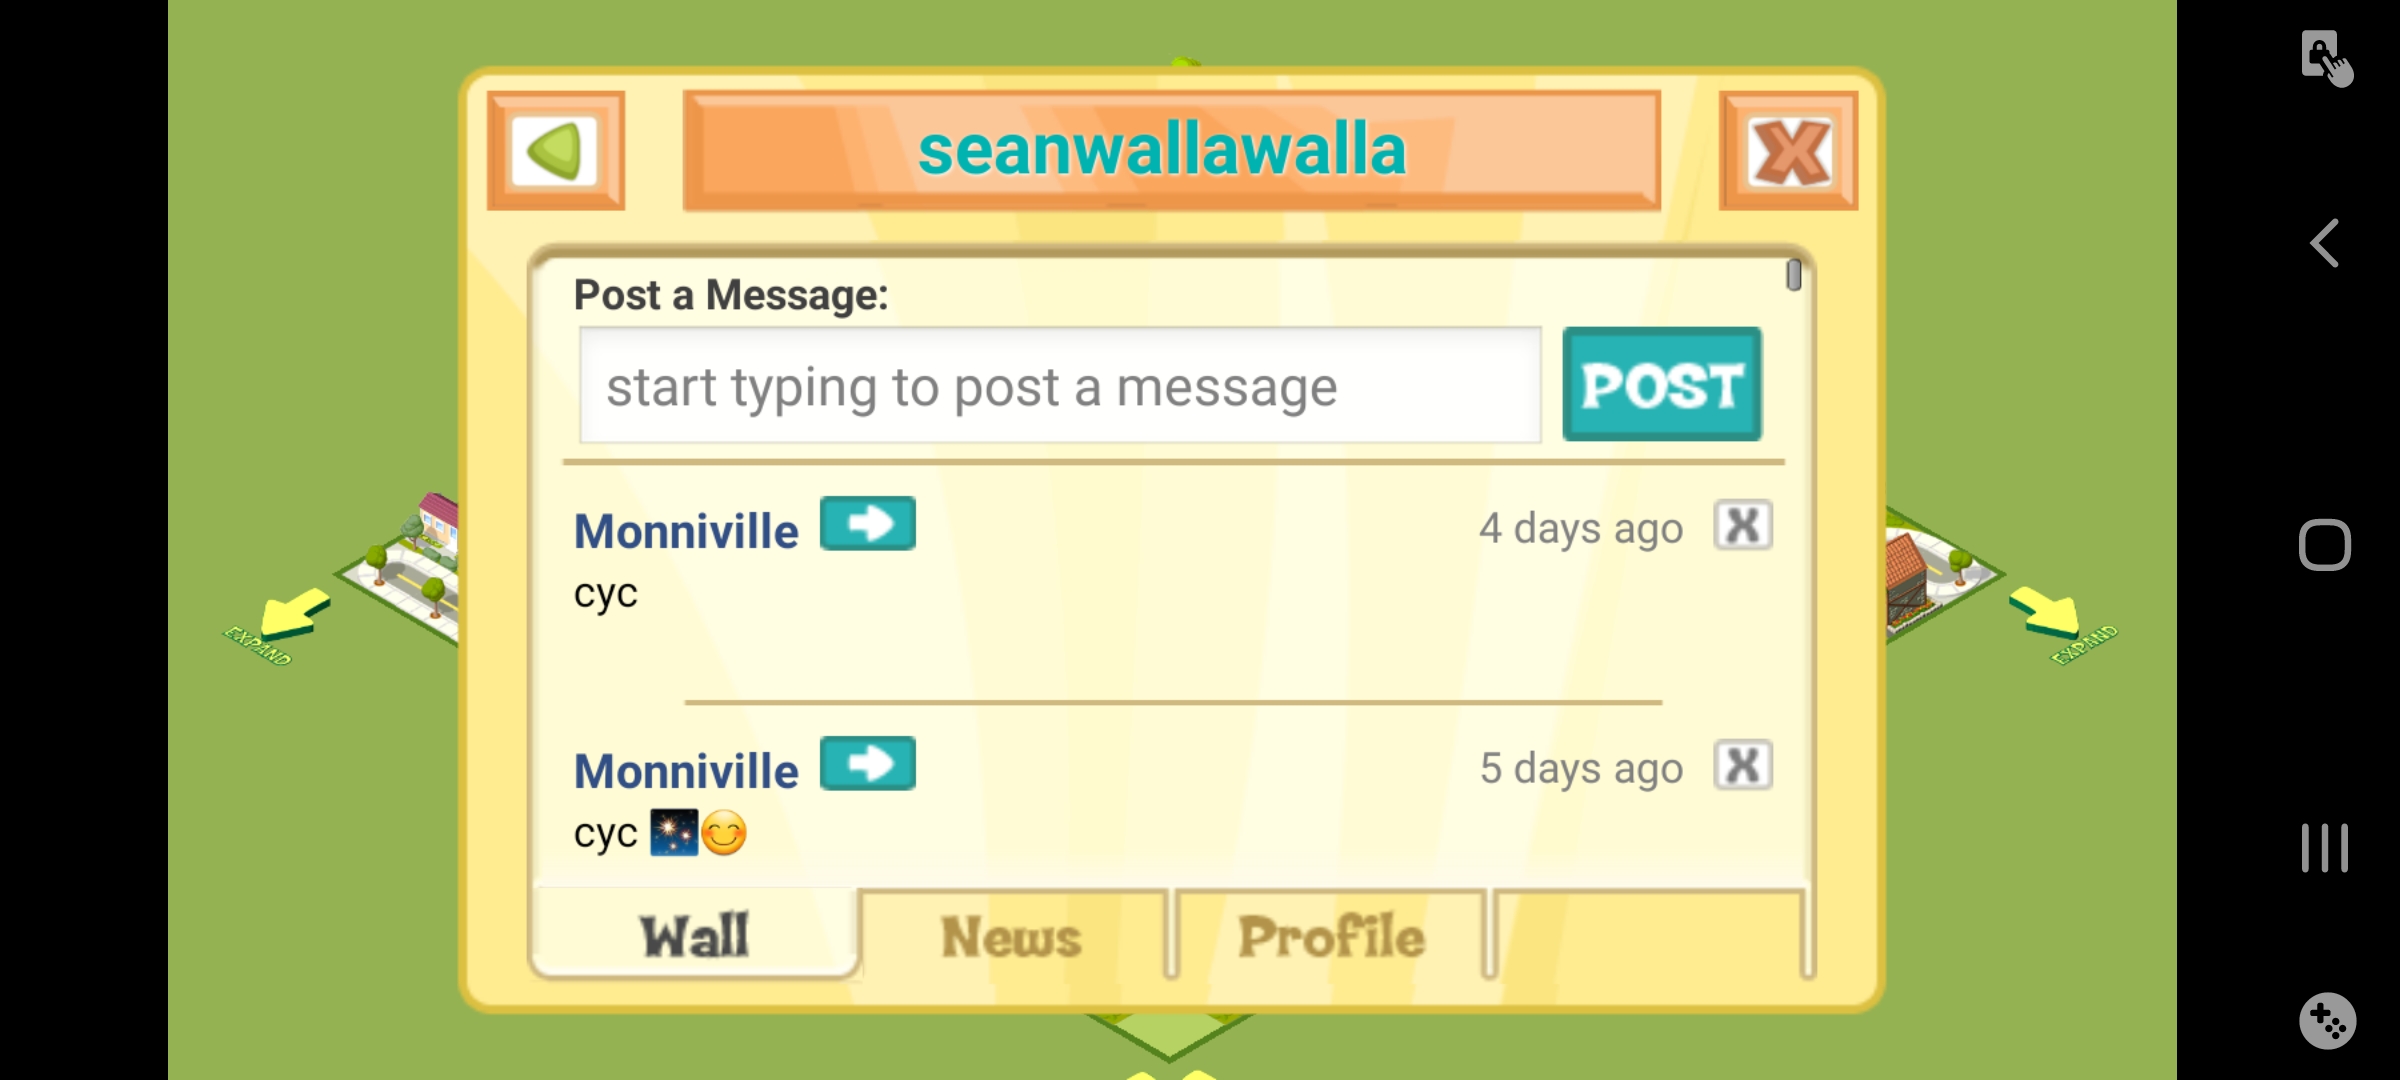 seanwallawalla
Post a Message:
start typing to post a message
POST
Monniville
4 days ago
X
cyc
Monniville
5 days ago
X
cyc 🎇😊
EXPAND
EXPAND
Wall
News
Profile